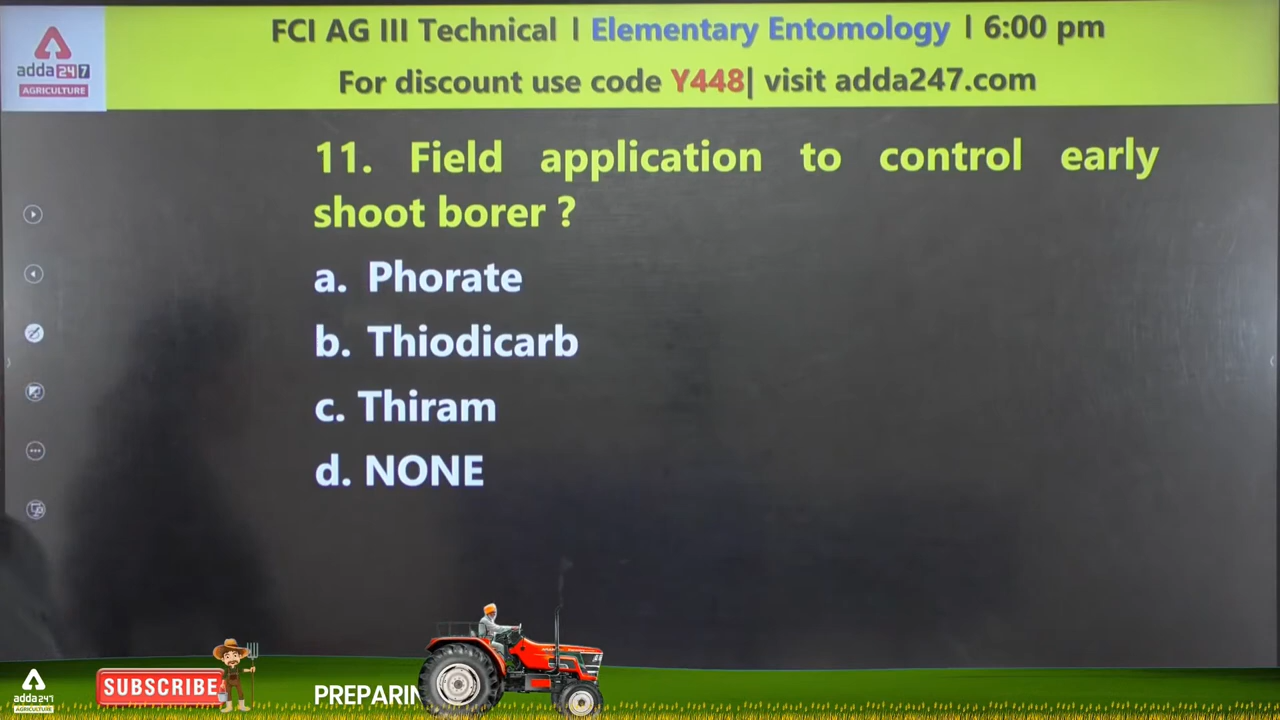 FCI AG III Technical I Elementary Entomology I 6:00 pm
For discount use code Y448| visit adda247.com
adda247
AGRICULTURE
11. Field application to control early
shoot borer ?
a. Phorate
b. Thiodicarb
c. Thiram
d. NONE
adda247
AGRICULTURE
SUBSCRIBE
PREPARIN